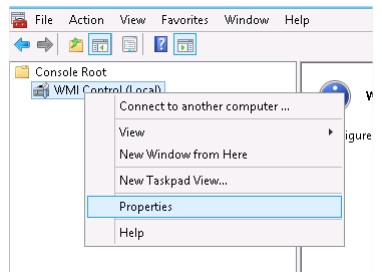 File Action View Favorites Window Help
Console Root
WMI Control (Local)
Connect to another computer ...
View
New Window from Here
New Taskpad View...
Properties
Help